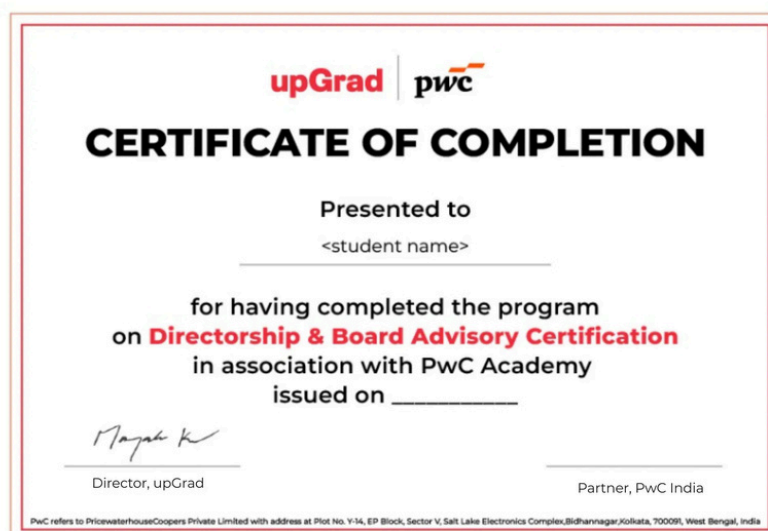 upGrad pwc
CERTIFICATE OF COMPLETION
Presented to
<student name>
for having completed the program
on Directorship & Board Advisory Certification
in association with PwC Academy
issued on ___________
Director, upGrad
Partner, PwC India
PwC refers to PricewaterhouseCoopers Private Limited with address at Plot No. Y-14, EP Block, Sector V, Salt Lake Electronics Complex,Bidhannagar,Kolkata, 700091, West Bengal, India